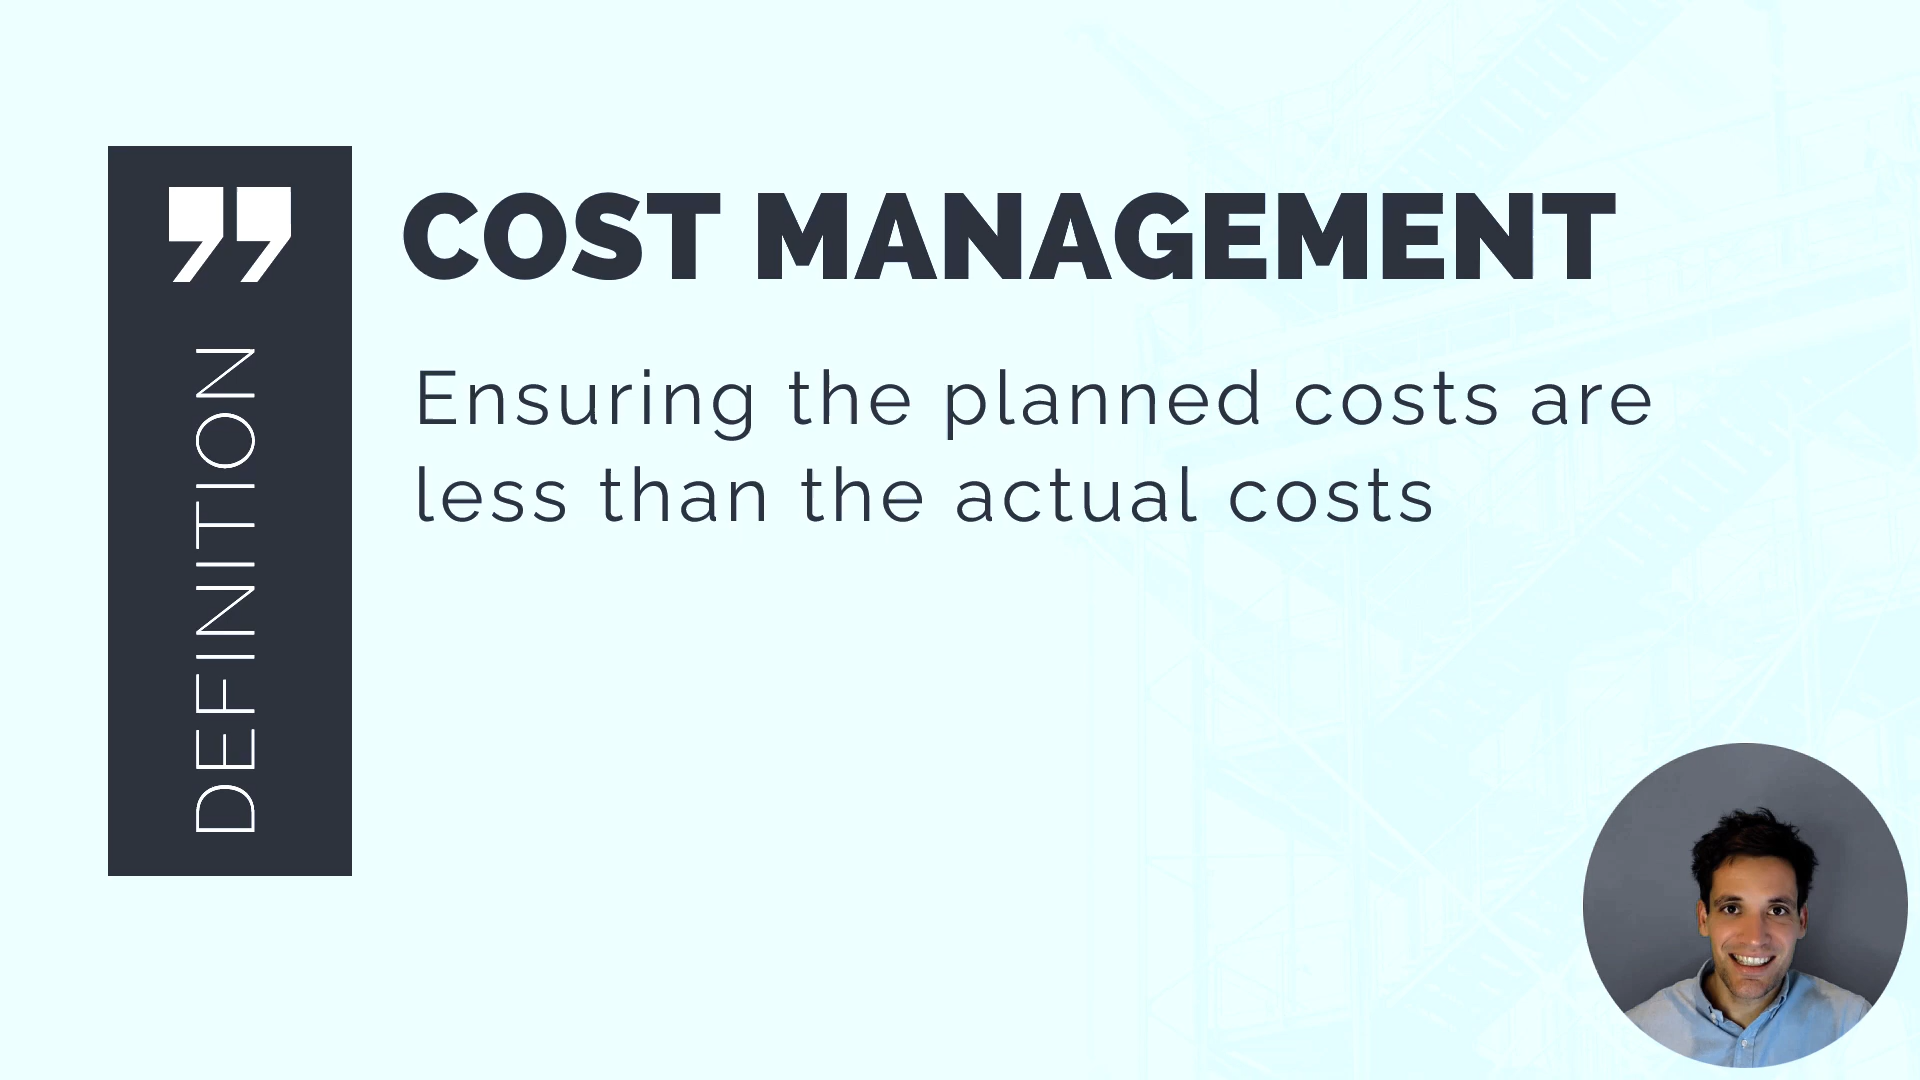 ”
DEFINITION
COST MANAGEMENT
Ensuring the planned costs are
less than the actual costs